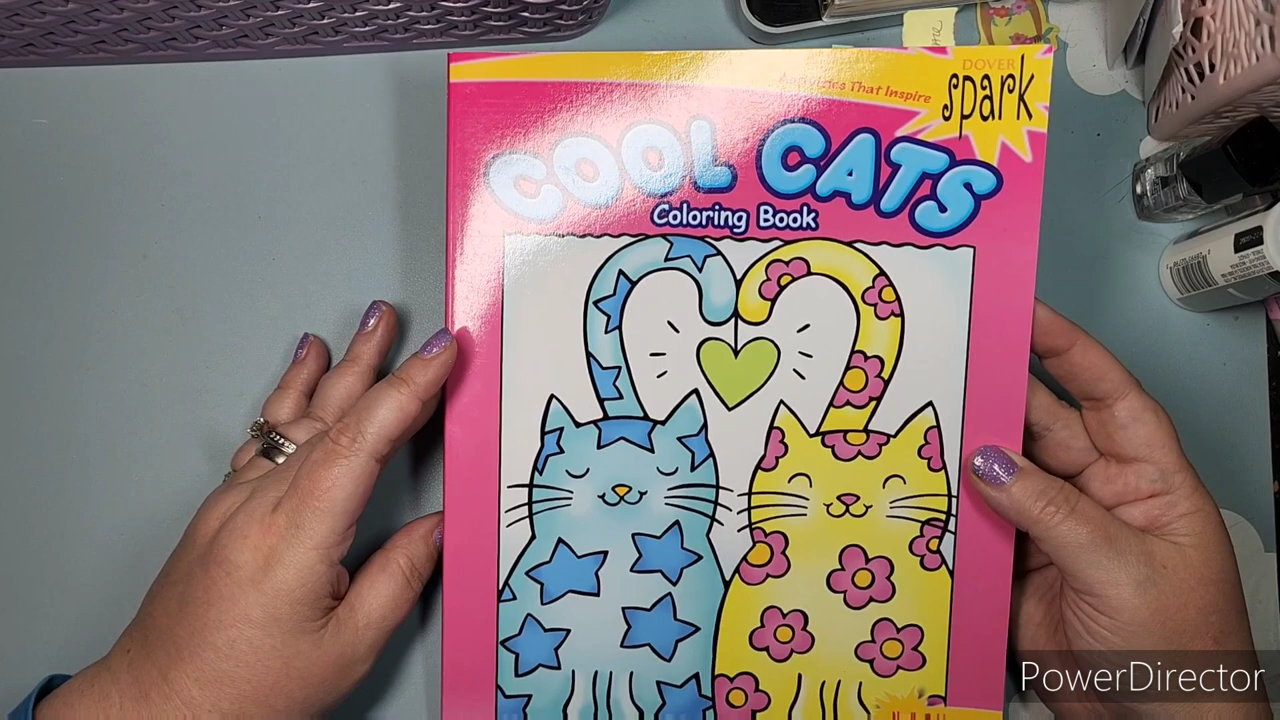 DOVER
spark
Activities That Inspire
COOL CATS
Coloring Book
PowerDirector